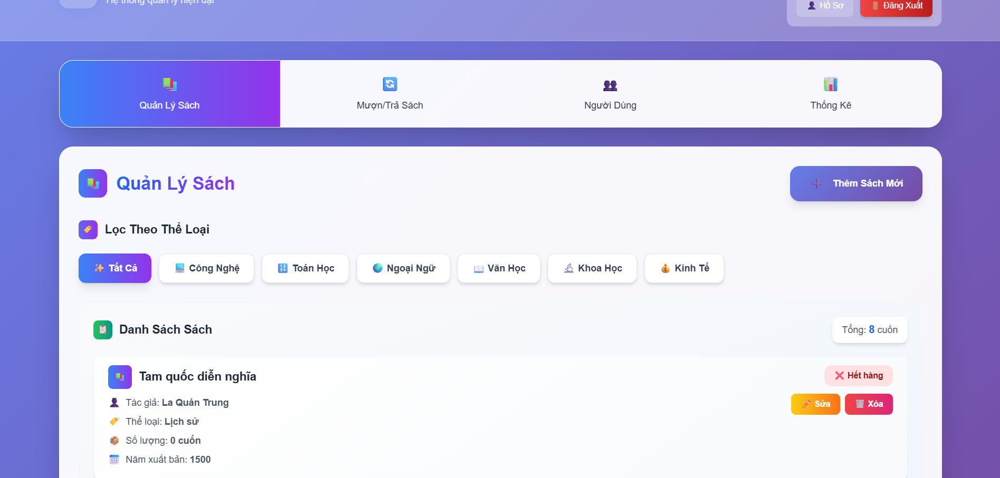 Hệ thống quản lý hiện đại
Hồ Sơ
Đăng Xuất
Quản Lý Sách
Mượn/Trả Sách
Người Dùng
Thống Kê
Quản Lý Sách
Thêm Sách Mới
Lọc Theo Thể Loại
Tất Cả
Công Nghệ
Toán Học
Ngoại Ngữ
Văn Học
Khoa Học
Kinh Tế
Danh Sách Sách
Tổng: 8 cuốn
Tam quốc diễn nghĩa
Hết hàng
Tác giả: La Quán Trung
Sửa
Xóa
Thể loại: Lịch sử
Số lượng: 0 cuốn
Năm xuất bản: 1500